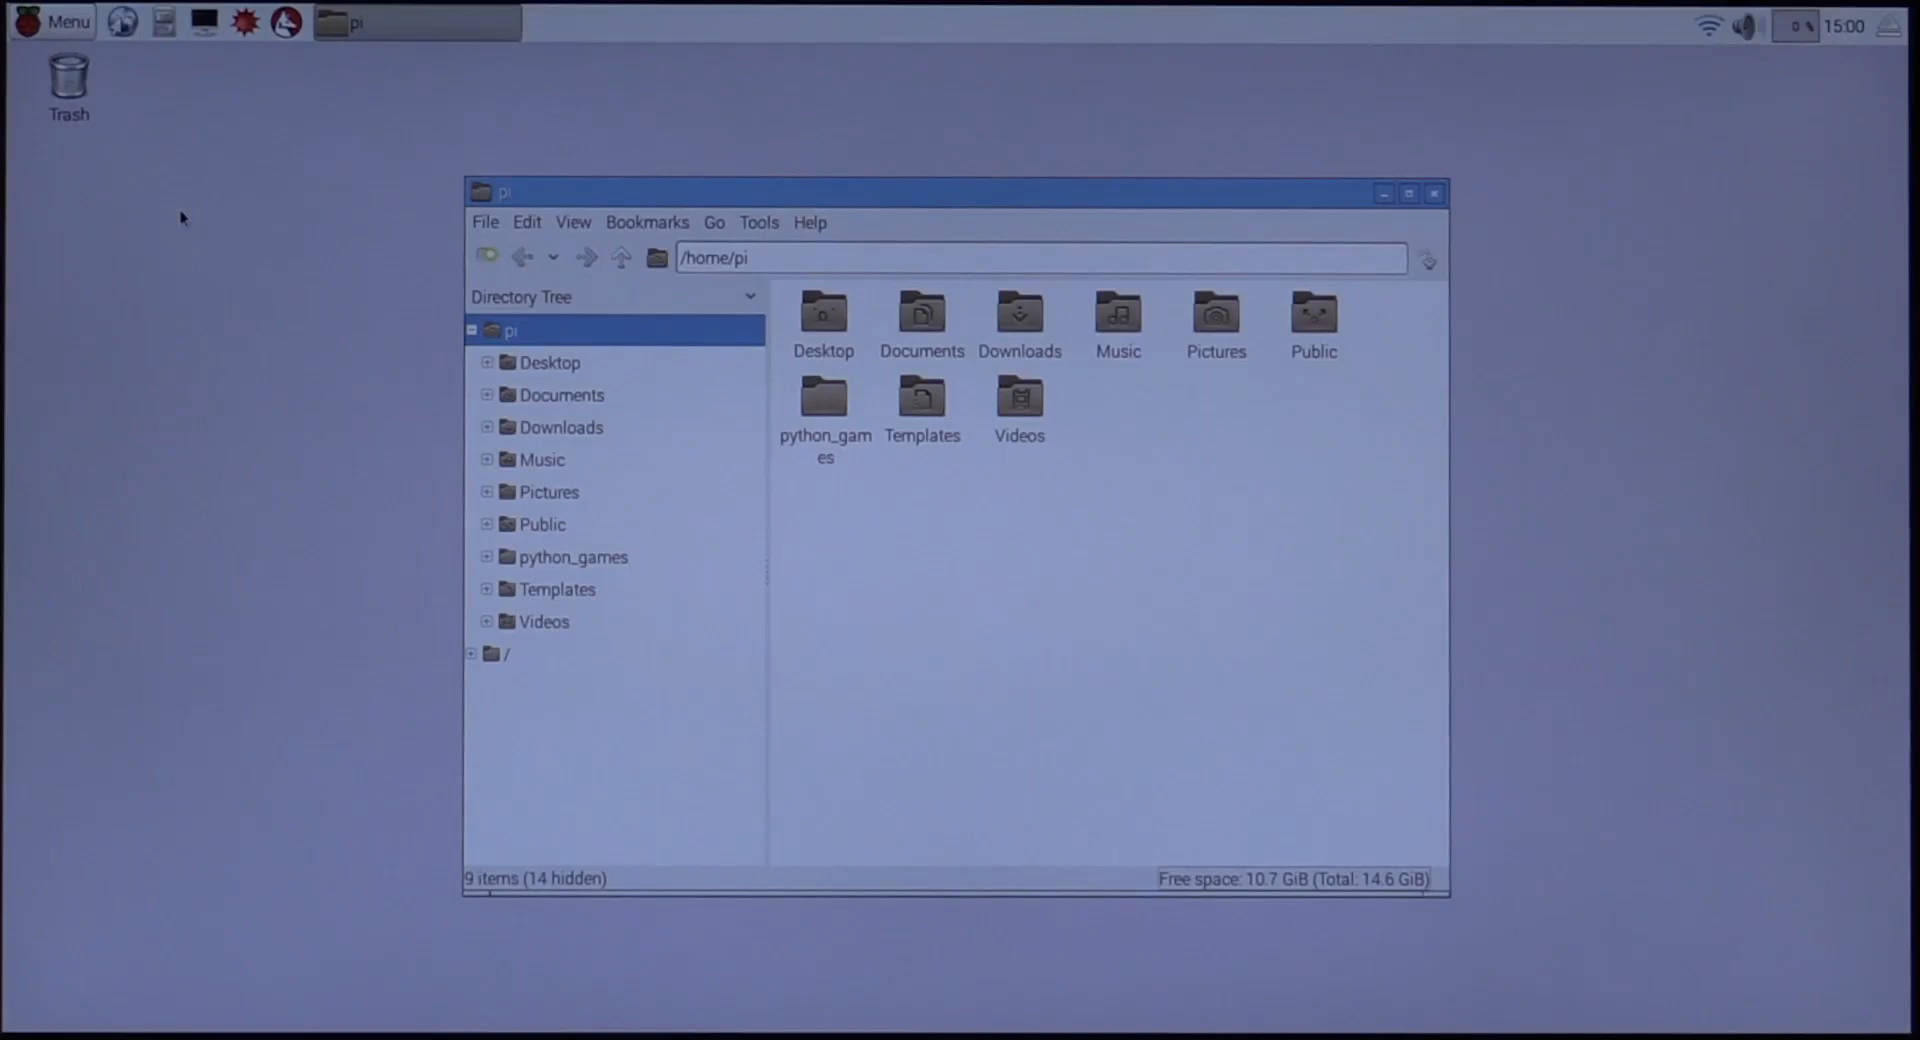 Menu
pi
0 %
15:00
Trash
pi
File Edit View Bookmarks Go Tools Help
/home/pi
Directory Tree
pi
Desktop
Documents
Downloads
Music
Pictures
Public
python_games
Templates
Videos
/
Desktop Documents Downloads Music Pictures Public
python_gam Templates Videos
es
9 items (14 hidden)
Free space: 10.7 GiB (Total: 14.6 GiB)